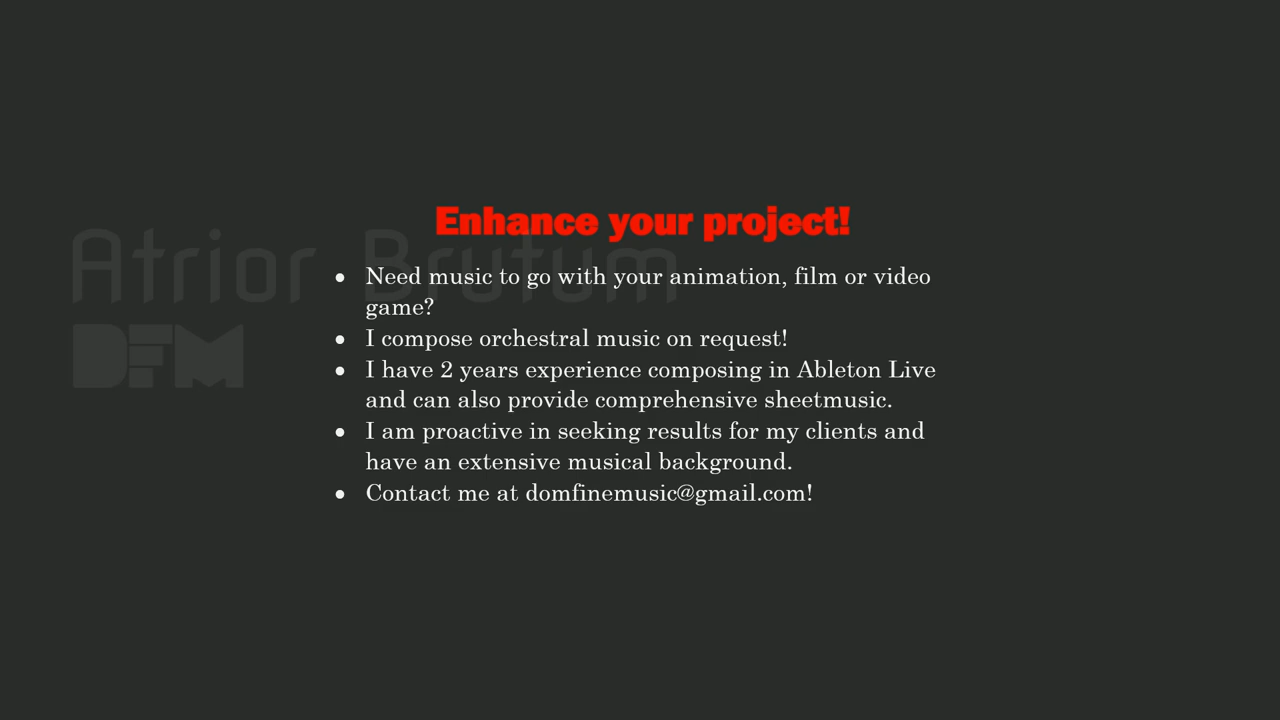 Enhance your project!
Atrior Brutum
DFM
• Need music to go with your animation, film or video
game?
• I compose orchestral music on request!
• I have 2 years experience composing in Ableton Live
and can also provide comprehensive sheetmusic.
• I am proactive in seeking results for my clients and
have an extensive musical background.
• Contact me at domfinemusic@gmail.com!